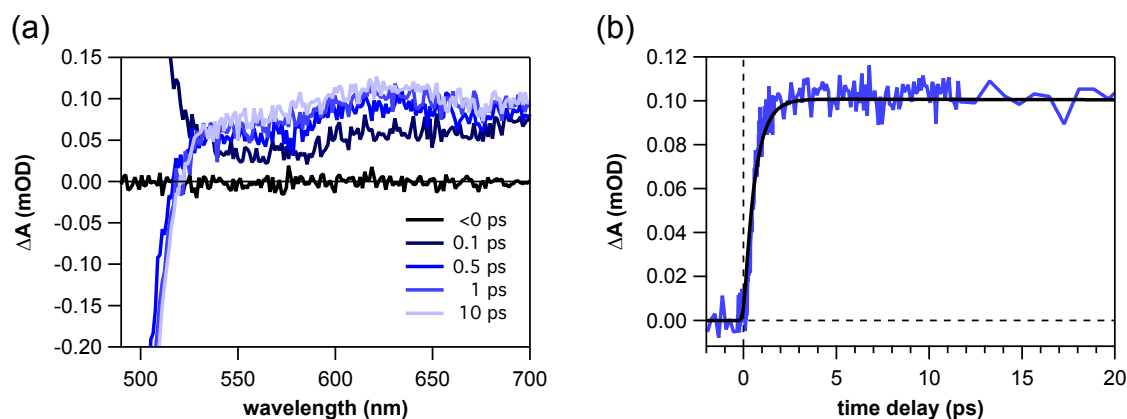 (a)
ΔA (mOD)
0.15
0.10
0.05
0.00
-0.05
-0.10
-0.15
-0.20
<0 ps
0.1 ps
0.5 ps
1 ps
10 ps
500 550 600 650 700
wavelength (nm)
(b)
ΔA (mOD)
0.12
0.10
0.08
0.06
0.04
0.02
0.00
0 5 10 15 20
time delay (ps)